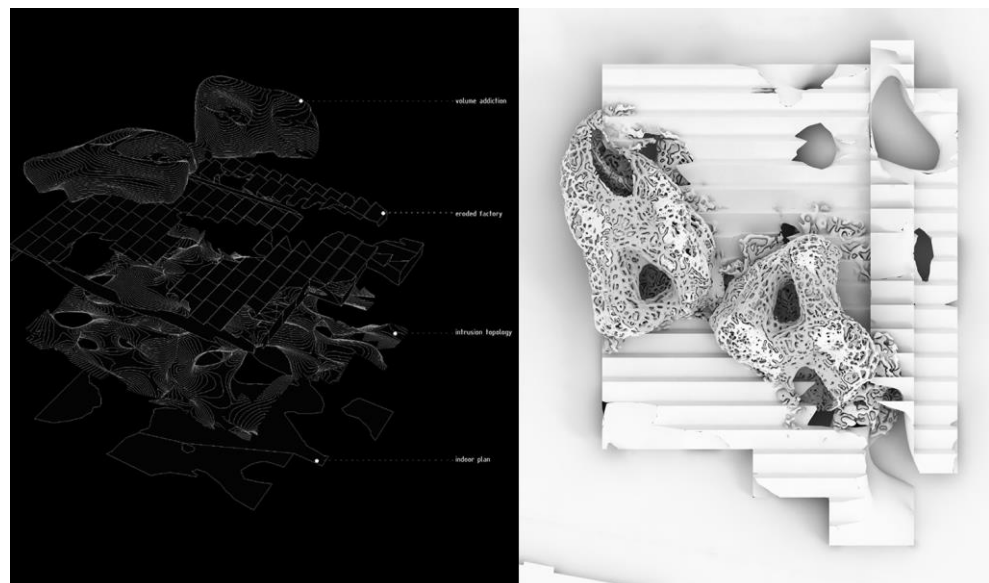 volume addiction
eroded factory
intrusion topology
indoor plan